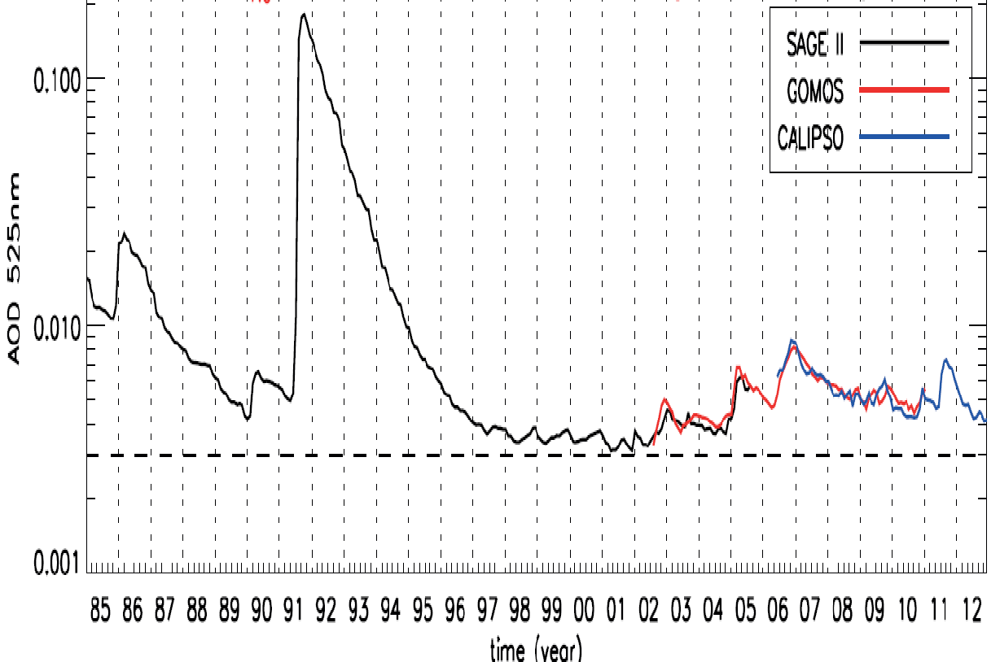 SAGE II
GOMOS
CALIPSO
0.100
0.010
0.001
AOD 525nm
85 86 87 88 89 90 91 92 93 94 95 96 97 98 99 00 01 02 03 04 05 06 07 08 09 10 11 12
time (year)